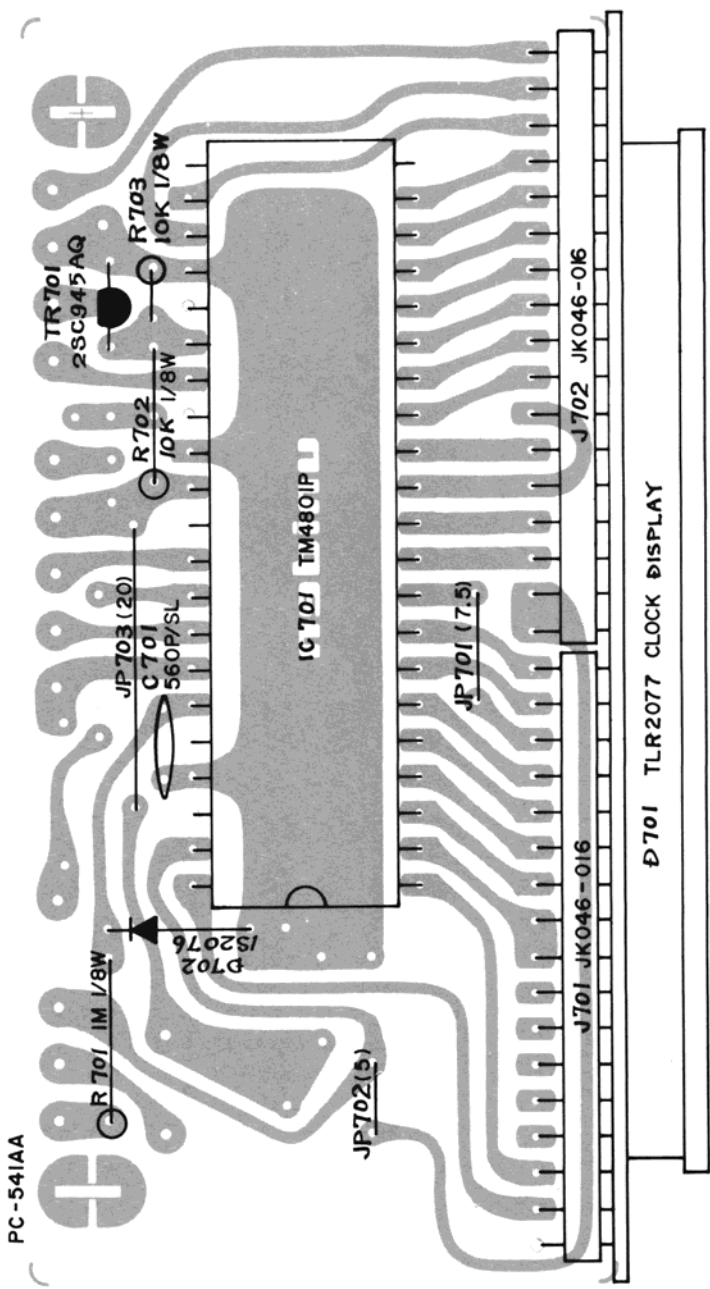 PC-541AA
TR701
2SC945AQ
R703
10K 1/8W
R702
10K 1/8W
JP703(20)
C701
560P/SL
IC701 TM4801P
D702
1S2076
R701 1M 1/8W
JP702(5)
JP701(7.5)
J702 JK046-016
J701 JK046-016
D701 TLR2077 CLOCK DISPLAY